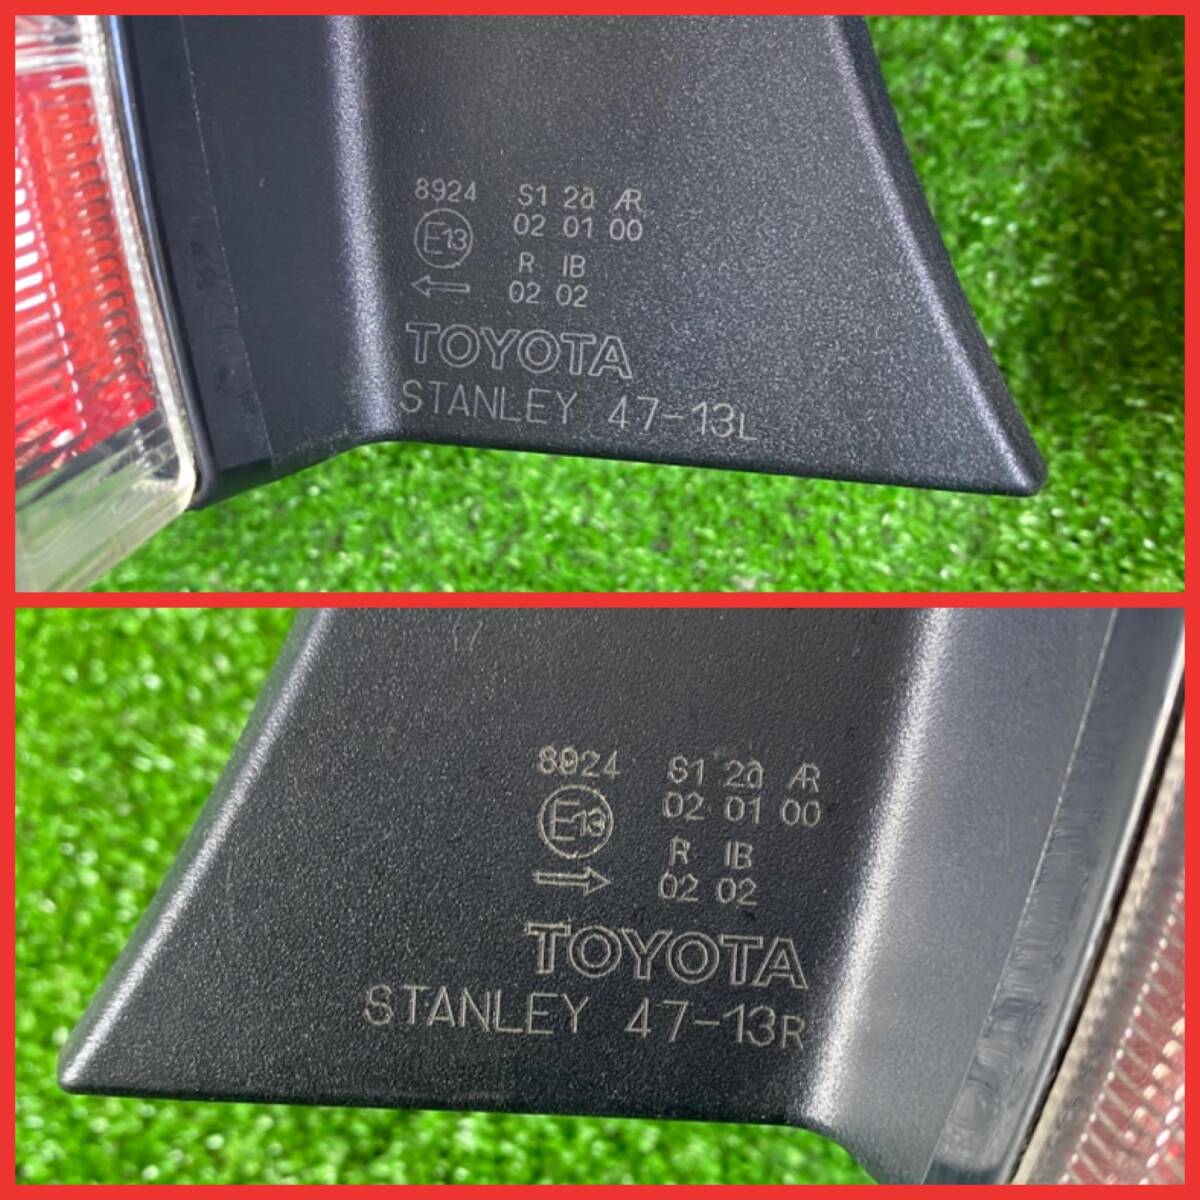 8924 S1 2a AR
E13 02 01 00
R IB
← 02 02
TOYOTA
STANLEY 47-13L
8924 S1 2a AR
E13 02 01 00
R IB
→ 02 02
TOYOTA
STANLEY 47-13R